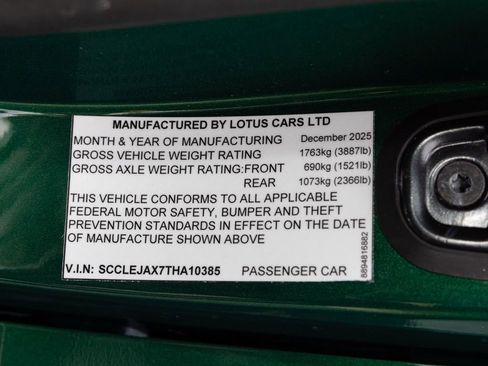 MANUFACTURED BY LOTUS CARS LTD
MONTH & YEAR OF MANUFACTURING December 2025
GROSS VEHICLE WEIGHT RATING 1763kg (3887lb)
GROSS AXLE WEIGHT RATING:FRONT 690kg (1521lb)
REAR 1073kg (2366lb)
THIS VEHICLE CONFORMS TO ALL APPLICABLE
FEDERAL MOTOR SAFETY, BUMPER AND THEFT
PREVENTION STANDARDS IN EFFECT ON THE DATE
OF MANUFACTURE SHOWN ABOVE
V.I.N: SCCLEJAX7THA10385 PASSENGER CAR
8894816882